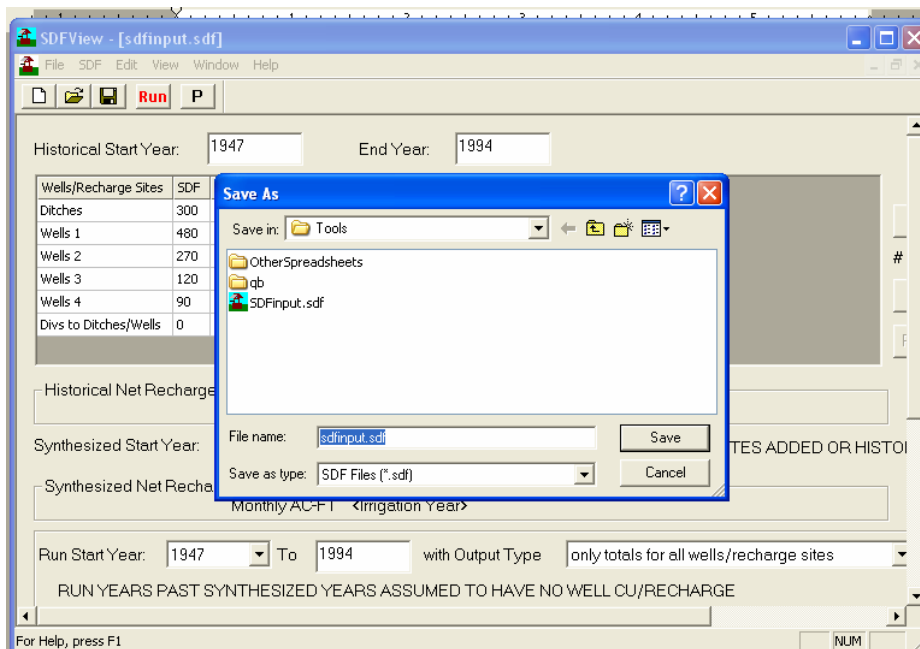 1 2 3 4 5
SDFView - [sdfinput.sdf]
File SDF Edit View Window Help
Run P
Historical Start Year: 1947 End Year: 1994
Wells/Recharge Sites SDF
Ditches 300
Wells 1 480
Wells 2 270
Wells 3 120
Wells 4 90
Divs to Ditches/Wells 0
#
Save As
Save in: Tools
OtherSpreadsheets
qb
SDFinput.sdf
File name: sdfinput.sdf Save
Save as type: SDF Files (*.sdf) Cancel
Historical Net Recharge
Synthesized Start Year: TES ADDED OR HISTO
Synthesized Net Recha
Monthly AC-FT <Irrigation Year>
Run Start Year: 1947 To 1994 with Output Type only totals for all wells/recharge sites
RUN YEARS PAST SYNTHESIZED YEARS ASSUMED TO HAVE NO WELL CU/RECHARGE
For Help, press F1 NUM